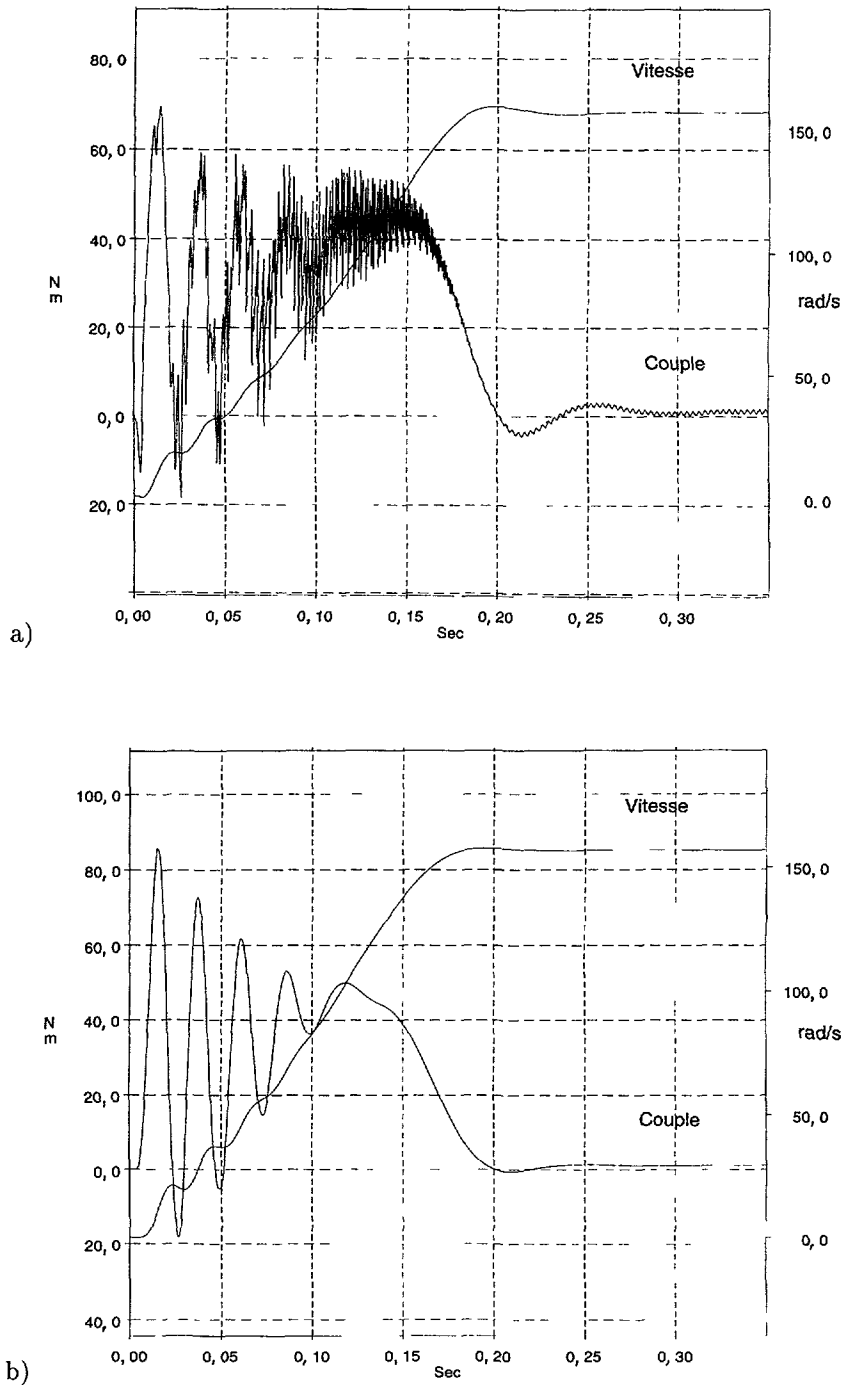 80, 0
Vitesse
150, 0
60, 0
40, 0
100, 0
N
m
rad/s
20, 0
Couple
50, 0
0, 0
20, 0
0, 0
0, 00
0, 05
0, 10
0, 15
0, 20
0, 25
0, 30
Sec
a)
100, 0
Vitesse
80, 0
150, 0
60, 0
100, 0
N
m
40, 0
rad/s
20, 0
Couple
50, 0
0, 0
20, 0
0, 0
40, 0
0, 00
0, 05
0, 10
0, 15
0, 20
0, 25
0, 30
Sec
b)